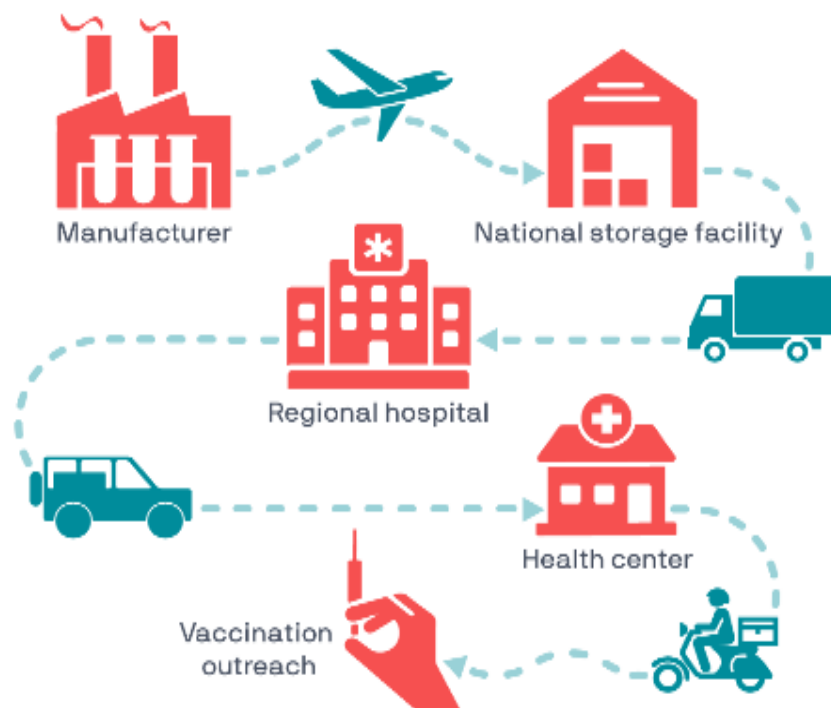 Manufacturer
National storage facility
Regional hospital
Health center
Vaccination
outreach